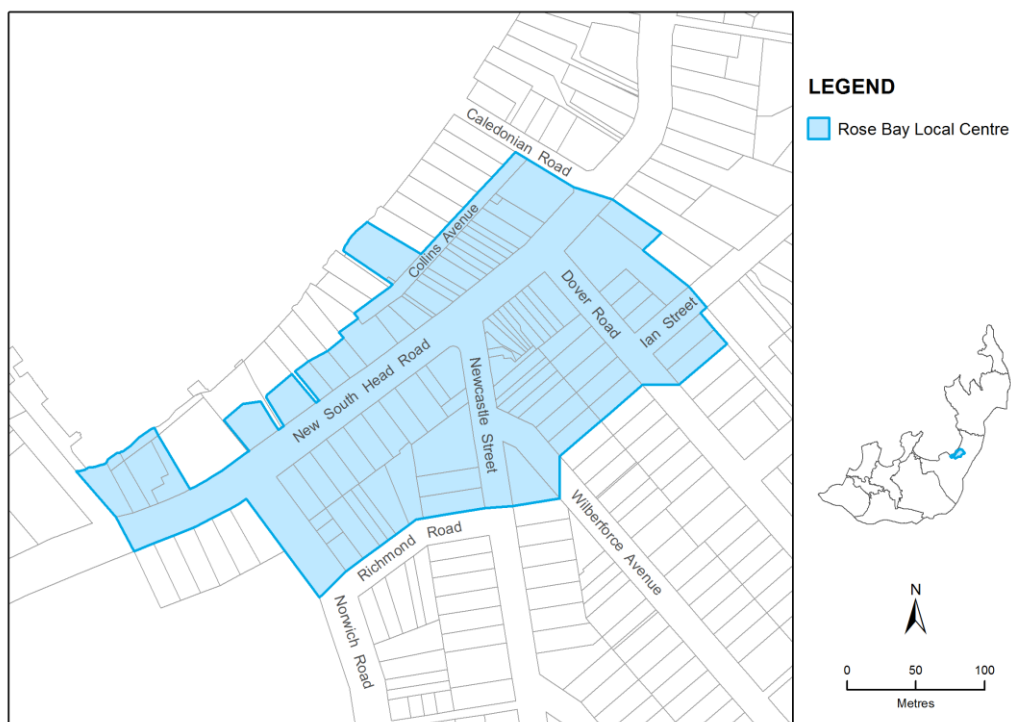 Caledonian Road
Collins Avenue
Dover Road
Ian Street
New South Head Road
Newcastle Street
Wilberforce Avenue
Richmond Road
Norwich Road
LEGEND
Rose Bay Local Centre
N
0 50 100
Metres